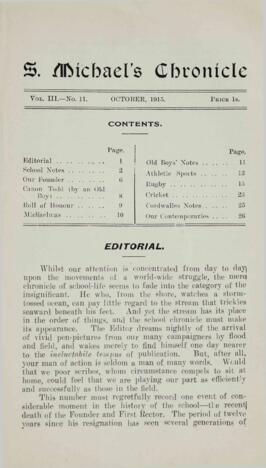 S. Michael's Chronicle
Vol. III.—No. 11. OCTOBER, 1915. Price 1s.
CONTENTS.
Page.
Editorial .. .. .. .. 1
School Notes .. .. .. .. 2
Our Founder .. .. .. .. 6
Canon Todd (by an Old
Boy) .. .. .. .. 8
Roll of Honour .. .. .. 9
Michaelmas .. .. .. .. 10
Page.
Old Boys' Notes .. .. .. 11
Athletic Sports .. .. .. 12
Rugby .. .. .. .. 15
Cricket .. .. .. .. 23
Cordwalles Notes .. .. .. 25
Our Contemporaries .. .. 26
EDITORIAL.
Whilst our attention is concentrated from day to day
upon the movements of a world-wide struggle, the mere
chronicle of school-life seems to fade into the category of the
insignificant. He who, from the shore, watches a storm-
tossed ocean, can pay little regard to the stream that trickles
seaward beneath his feet. And yet the stream has its place
in the order of things, and the school chronicle must make
its appearance. The Editor dreams nightly of the arrival
of vivid pen-pictures from our many campaigners by flood
and field, and wakes merely to find himself one day nearer
to the ineluctabile tempus of publication. But, after all,
your man of action is seldom a man of many words. Would
that we poor scribes, whom circumstance compels to sit at
home, could feel that we are playing our part as efficiently
and successfully as those in the field.
This number must regretfully record one event of con-
siderable moment in the history of the school—the recent
death of the Founder and First Rector. The period of twelve
years since his resignation has seen several generations of